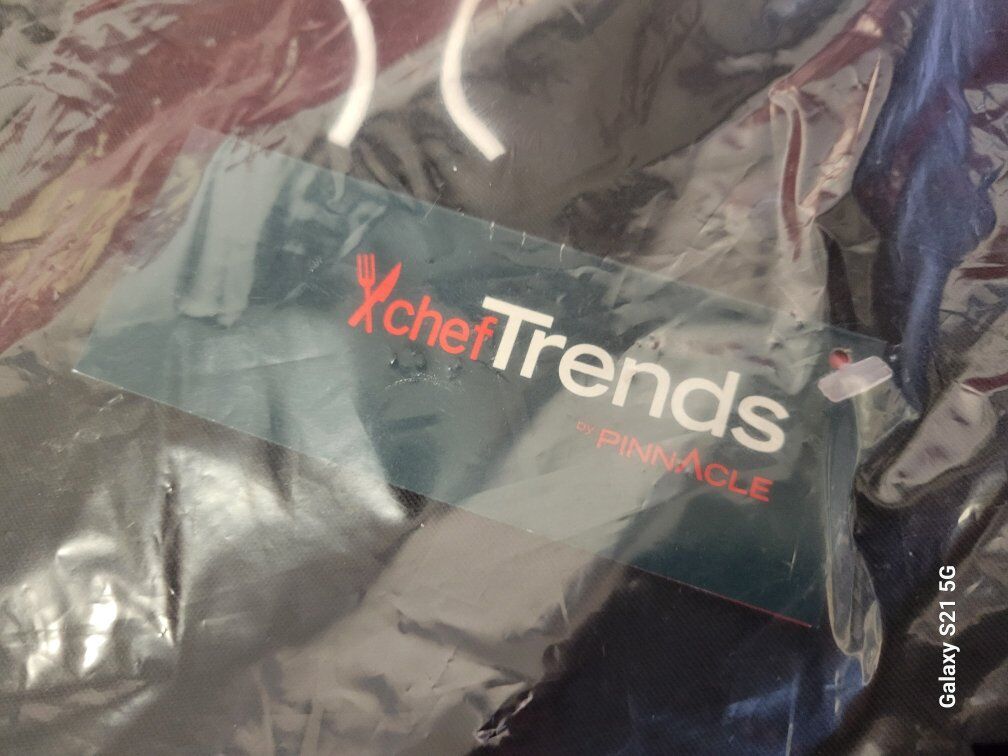 chefTrends
BY PINNACLE
Galaxy S21 5G